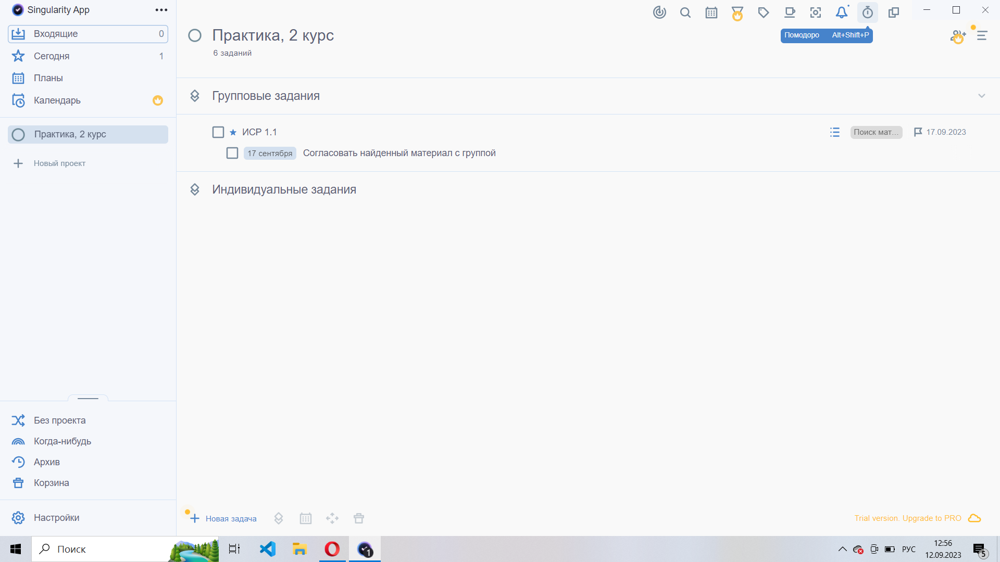 Singularity App
Входящие 0
Сегодня 1
Планы
Календарь
Практика, 2 курс
Новый проект
Без проекта
Когда-нибудь
Архив
Корзина
Настройки
Практика, 2 курс
6 заданий
Помодоро Alt+Shift+P
Групповые задания
ИСР 1.1 Поиск мат... 17.09.2023
17 сентября Согласовать найденный материал с группой
Индивидуальные задания
Новая задача
Trial version. Upgrade to PRO
Поиск
1
РУС
12:56
12.09.2023
5